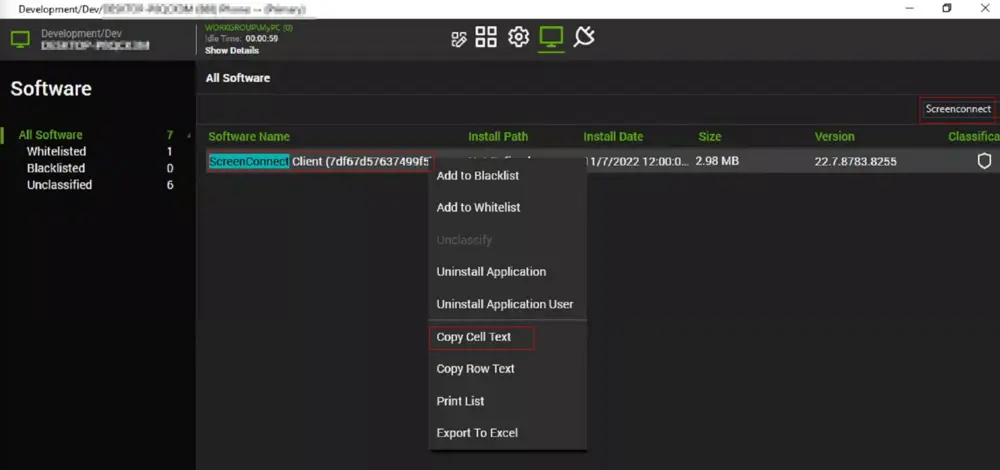 Development/Dev/
Development/Dev
WORKGROUP\MyPC (0)
Idle Time: 00:00:59
Show Details
Software
All Software 7
Whitelisted 1
Blacklisted 0
Unclassified 6
All Software
Screenconnect
Software Name Install Path Install Date Size Version Classifica
ScreenConnect Client (7df67d57637499f5 11/7/2022 12:00:0... 2.98 MB 22.7.8783.8255
Add to Blacklist
Add to Whitelist
Unclassify
Uninstall Application
Uninstall Application User
Copy Cell Text
Copy Row Text
Print List
Export To Excel